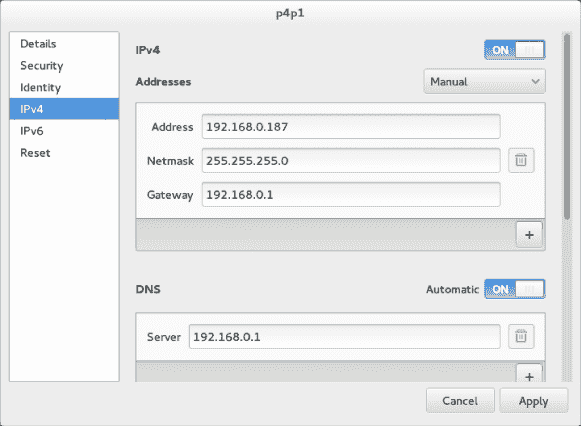 p4p1
Details
Security
Identity
IPv4
IPv6
Reset
IPv4 ON
Addresses Manual
Address 192.168.0.187
Netmask 255.255.255.0
Gateway 192.168.0.1
+
DNS Automatic ON
Server 192.168.0.1
+
Cancel Apply